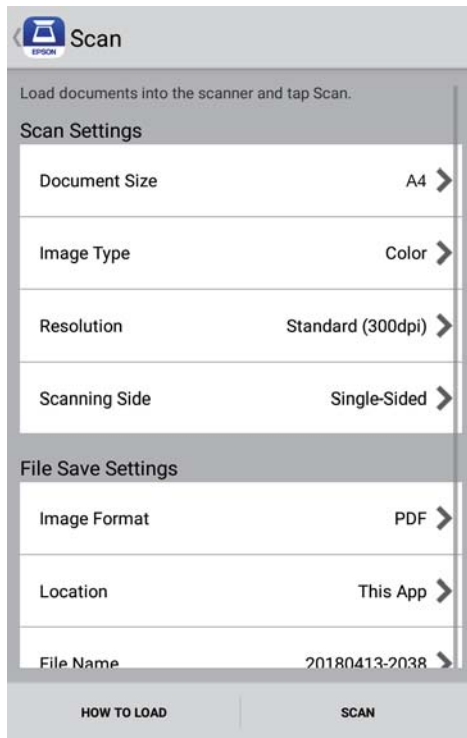 EPSON
Scan
Load documents into the scanner and tap Scan.
Scan Settings
Document Size A4
Image Type Color
Resolution Standard (300dpi)
Scanning Side Single-Sided
File Save Settings
Image Format PDF
Location This App
File Name 20180413-2038
HOW TO LOAD SCAN